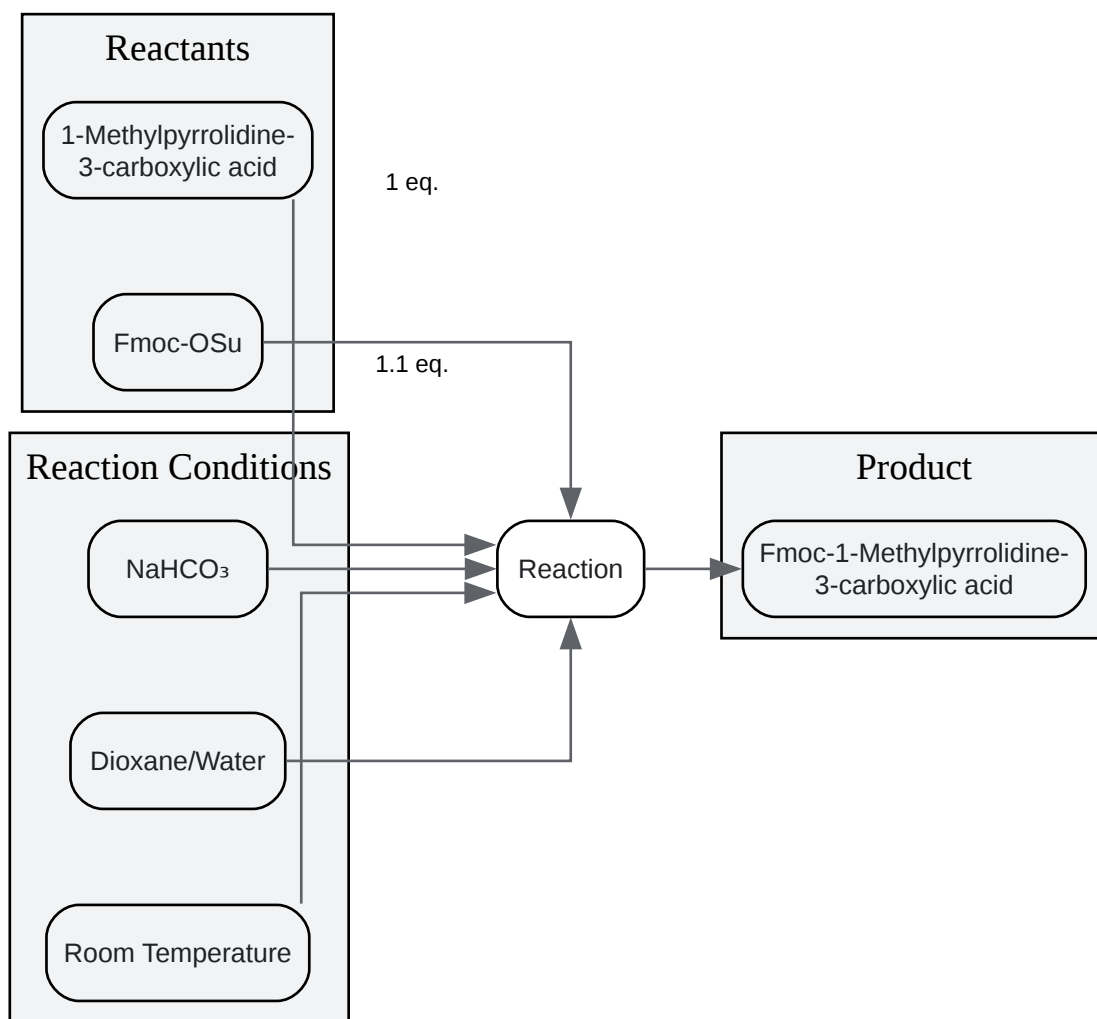 Reactants
1-Methylpyrrolidine-
3-carboxylic acid
1 eq.
Fmoc-OSu
1.1 eq.
Reaction Conditions
NaHCO₃
Dioxane/Water
Room Temperature
Reaction
Product
Fmoc-1-Methylpyrrolidine-
3-carboxylic acid